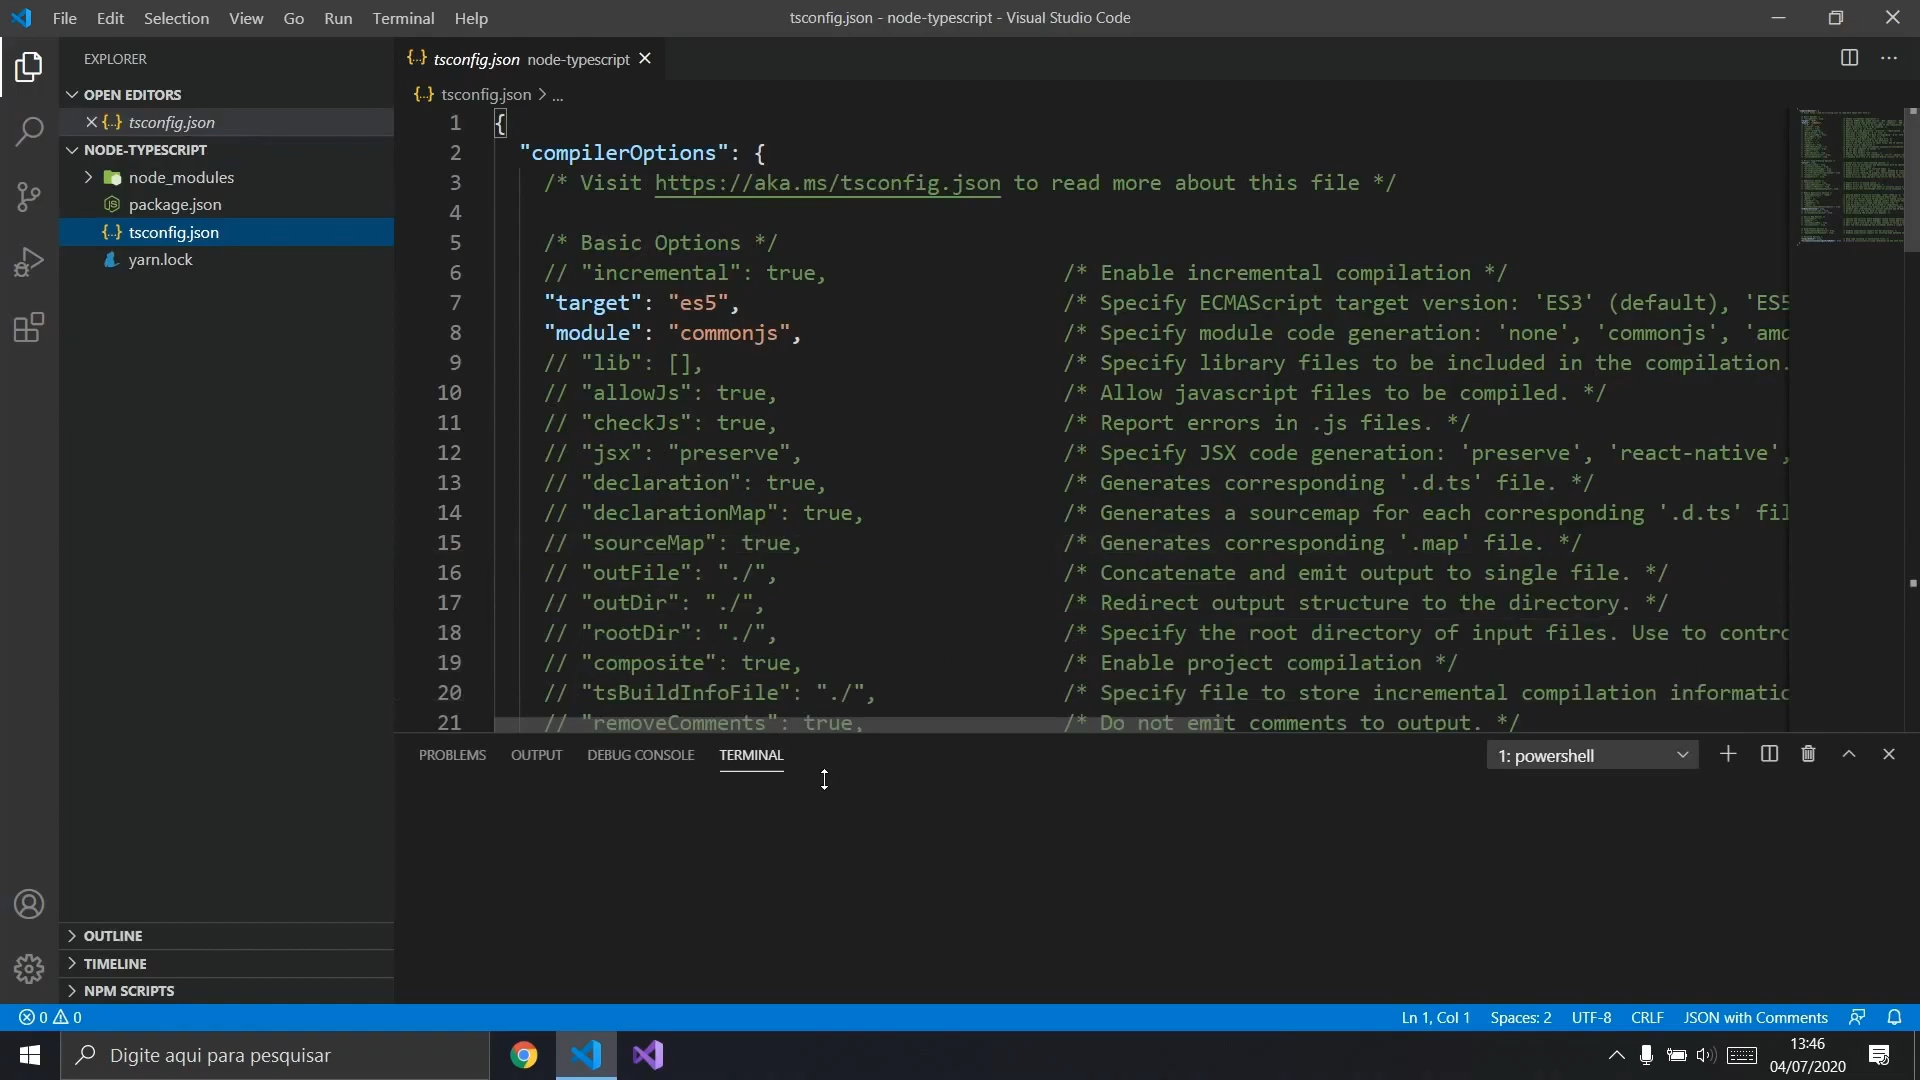 File Edit Selection View Go Run Terminal Help
tsconfig.json - node-typescript - Visual Studio Code
EXPLORER
OPEN EDITORS
{..} tsconfig.json
NODE-TYPESCRIPT
node_modules
package.json
{..} tsconfig.json
yarn.lock
OUTLINE
TIMELINE
NPM SCRIPTS
{..} tsconfig.json node-typescript
{..} tsconfig.json > ...
1 {
2 "compilerOptions": {
3 /* Visit https://aka.ms/tsconfig.json to read more about this file */
4
5 /* Basic Options */
6 // "incremental": true, /* Enable incremental compilation */
7 "target": "es5", /* Specify ECMAScript target version: 'ES3' (default), 'ES5
8 "module": "commonjs", /* Specify module code generation: 'none', 'commonjs', 'amd
9 // "lib": [], /* Specify library files to be included in the compilation.
10 // "allowJs": true, /* Allow javascript files to be compiled. */
11 // "checkJs": true, /* Report errors in .js files. */
12 // "jsx": "preserve", /* Specify JSX code generation: 'preserve', 'react-native',
13 // "declaration": true, /* Generates corresponding '.d.ts' file. */
14 // "declarationMap": true, /* Generates a sourcemap for each corresponding '.d.ts' fil
15 // "sourceMap": true, /* Generates corresponding '.map' file. */
16 // "outFile": "./", /* Concatenate and emit output to single file. */
17 // "outDir": "./", /* Redirect output structure to the directory. */
18 // "rootDir": "./", /* Specify the root directory of input files. Use to contro
19 // "composite": true, /* Enable project compilation */
20 // "tsBuildInfoFile": "./", /* Specify file to store incremental compilation informatio
21 // "removeComments": true, /* Do not emit comments to output. */
PROBLEMS OUTPUT DEBUG CONSOLE TERMINAL
1: powershell
0 0
Ln 1, Col 1 Spaces: 2 UTF-8 CRLF JSON with Comments
Digite aqui para pesquisar
13:46
04/07/2020